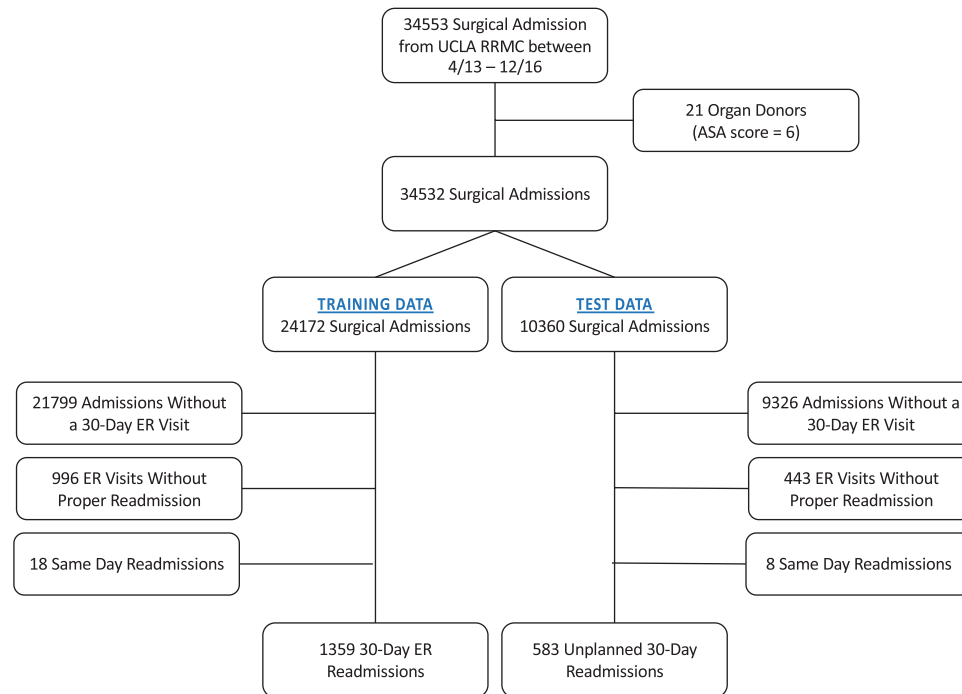 34553 Surgical Admission
from UCLA RRMC between
4/13 – 12/16
21 Organ Donors
(ASA score = 6)
34532 Surgical Admissions
TRAINING DATA
24172 Surgical Admissions
TEST DATA
10360 Surgical Admissions
21799 Admissions Without
a 30-Day ER Visit
9326 Admissions Without a
30-Day ER Visit
996 ER Visits Without
Proper Readmission
443 ER Visits Without
Proper Readmission
18 Same Day Readmissions
8 Same Day Readmissions
1359 30-Day ER
Readmissions
583 Unplanned 30-Day
Readmissions